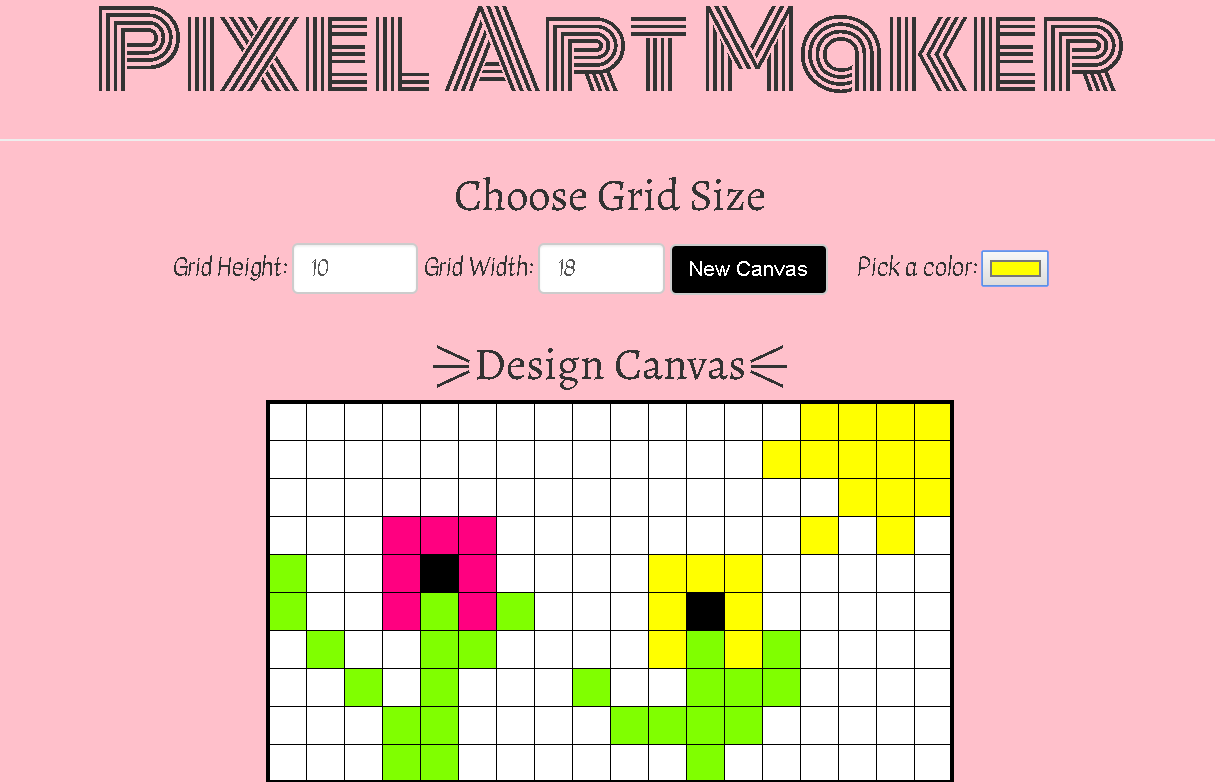 Pixel Art Maker
Choose Grid Size
Grid Height: 10 Grid Width: 18 New Canvas Pick a color:
Design Canvas